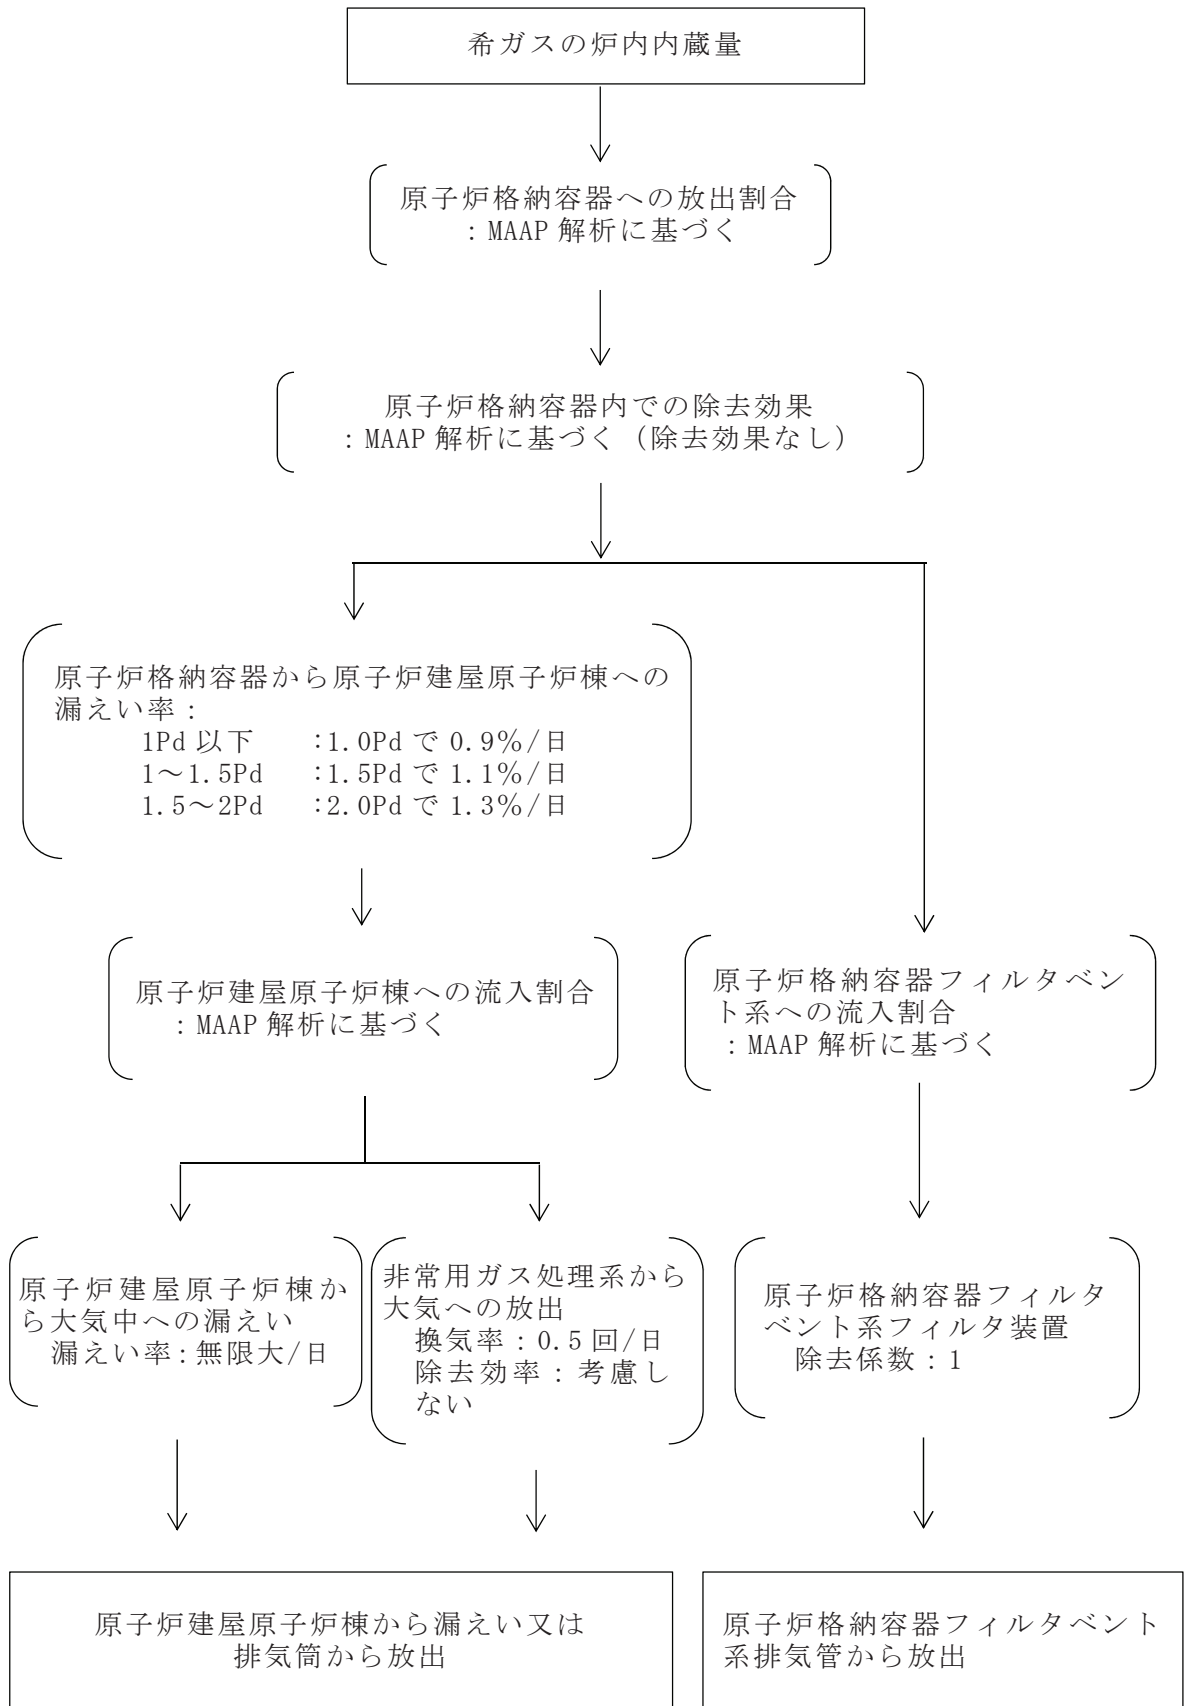 希ガスの炉内内蔵量
原子炉格納容器への放出割合
：MAAP 解析に基づく
原子炉格納容器内での除去効果
：MAAP 解析に基づく（除去効果なし）
原子炉格納容器から原子炉建屋原子炉棟への
漏えい率：
1Pd 以下 :1.0Pd で 0.9%/日
1～1.5Pd :1.5Pd で 1.1%/日
1.5～2Pd :2.0Pd で 1.3%/日
原子炉建屋原子炉棟への流入割合
：MAAP 解析に基づく
原子炉格納容器フィルタベン
ト系への流入割合
：MAAP 解析に基づく
原子炉建屋原子炉棟か
ら大気中への漏えい
漏えい率：無限大/日
非常用ガス処理系から
大気への放出
換気率：0.5 回/日
除去効率：考慮し
ない
原子炉格納容器フィルタ
ベント系フィルタ装置
除去係数：1
原子炉建屋原子炉棟から漏えい又は
排気筒から放出
原子炉格納容器フィルタベント
系排気管から放出